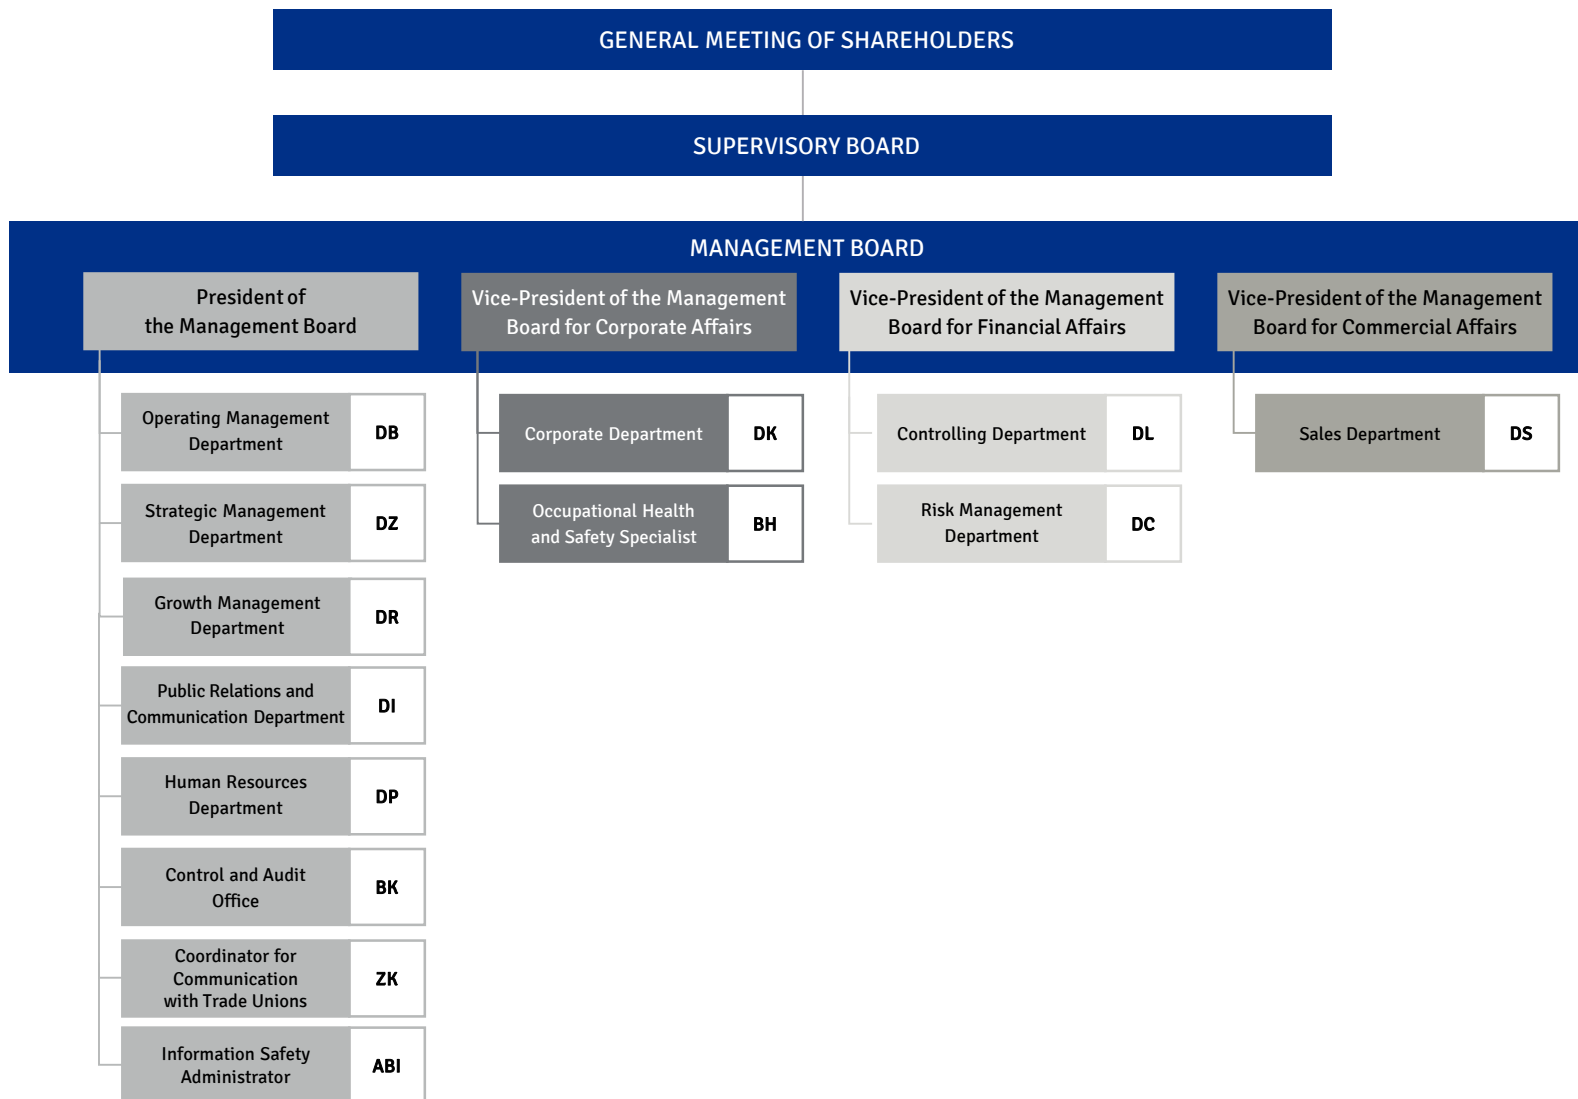 GENERAL MEETING OF SHAREHOLDERS
SUPERVISORY BOARD
MANAGEMENT BOARD
President of
the Management Board
Vice-President of the Management
Board for Corporate Affairs
Vice-President of the Management
Board for Financial Affairs
Vice-President of the Management
Board for Commercial Affairs
Operating Management
Department
DB
Strategic Management
Department
DZ
Growth Management
Department
DR
Public Relations and
Communication Department
DI
Human Resources
Department
DP
Control and Audit
Office
BK
Coordinator for
Communication
with Trade Unions
ZK
Information Safety
Administrator
ABI
Corporate Department
DK
Occupational Health
and Safety Specialist
BH
Controlling Department
DL
Risk Management
Department
DC
Sales Department
DS